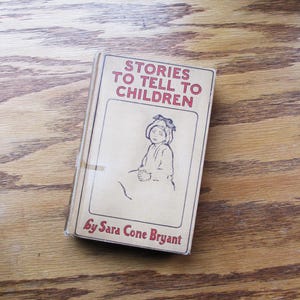 STORIES
TO TELL TO
CHILDREN
by Sara Cone Bryant